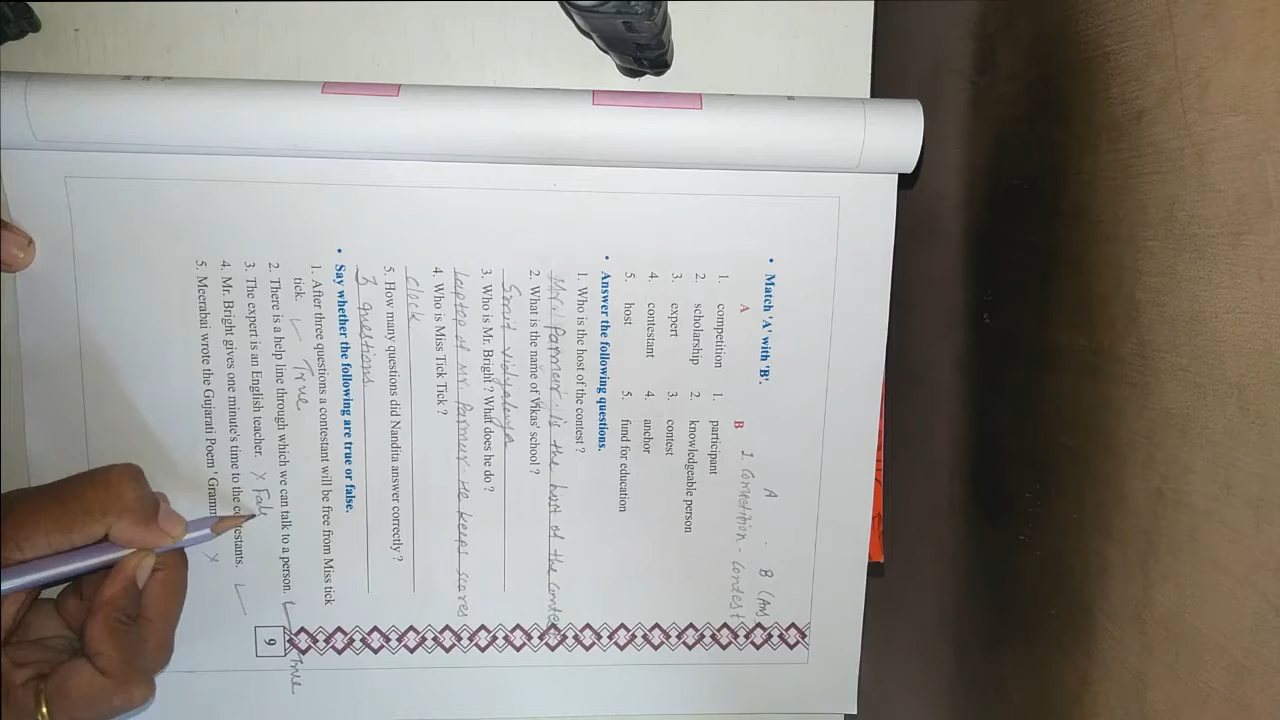 • Match 'A' with 'B'.
A B
A - B (Ans
1. competition 1. participant
1. Competition - Contest
2. scholarship 2. knowledgeable person
3. expert 3. contest
4. contestant 4. anchor
5. host 5. fund for education
• Answer the following questions.
1. Who is the host of the contest ?
Mr. Parmar is the host of the contest
2. What is the name of Vikas' school ?
Smit Vidyalaya
3. Who is Mr. Bright ? What does he do ?
Laptop of Mr. Parmar He keeps scores
4. Who is Miss Tick Tick ?
Clock
5. How many questions did Nandita answer correctly ?
3 questions
• Say whether the following are true or false.
1. After three questions a contestant will be free from Miss tick
tick. ✓ True
2. There is a help line through which we can talk to a person. ✓ True
3. The expert is an English teacher. X Fal
4. Mr. Bright gives one minute's time to the contestants. ✓
5. Meerabai wrote the Gujarati Poem ' Gramm X
9